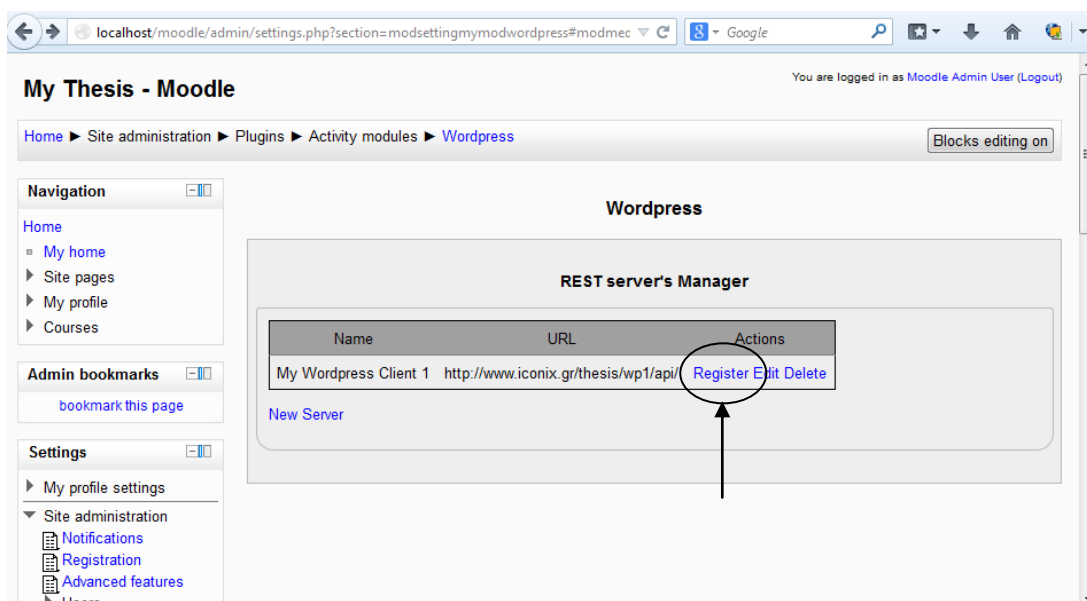 localhost/moodle/admin/settings.php?section=modsettingmymodwordpress#modmec
Google
My Thesis - Moodle
You are logged in as Moodle Admin User (Logout)
Home ► Site administration ► Plugins ► Activity modules ► Wordpress
Blocks editing on
Navigation
Home
My home
Site pages
My profile
Courses
Admin bookmarks
bookmark this page
Settings
My profile settings
Site administration
Notifications
Registration
Advanced features
Users
Wordpress
REST server's Manager
Name URL Actions
My Wordpress Client 1 http://www.iconix.gr/thesis/wp1/api/ Register Edit Delete
New Server